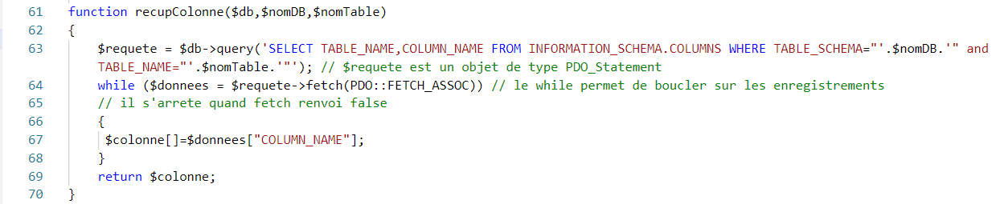 61 function recupColonne($db,$nomDB,$nomTable)
62 {
63 $requete = $db->query('SELECT TABLE_NAME,COLUMN_NAME FROM INFORMATION_SCHEMA.COLUMNS WHERE TABLE_SCHEMA="'.$nomDB.'" and
TABLE_NAME="'.$nomTable.'"'); // $requete est un objet de type PDO_Statement
64 while ($donnees = $requete->fetch(PDO::FETCH_ASSOC)) // le while permet de boucler sur les enregistrements
65 // il s'arrete quand fetch renvoi false
66 {
67 $colonne[]=$donnees["COLUMN_NAME"];
68 }
69 return $colonne;
70 }